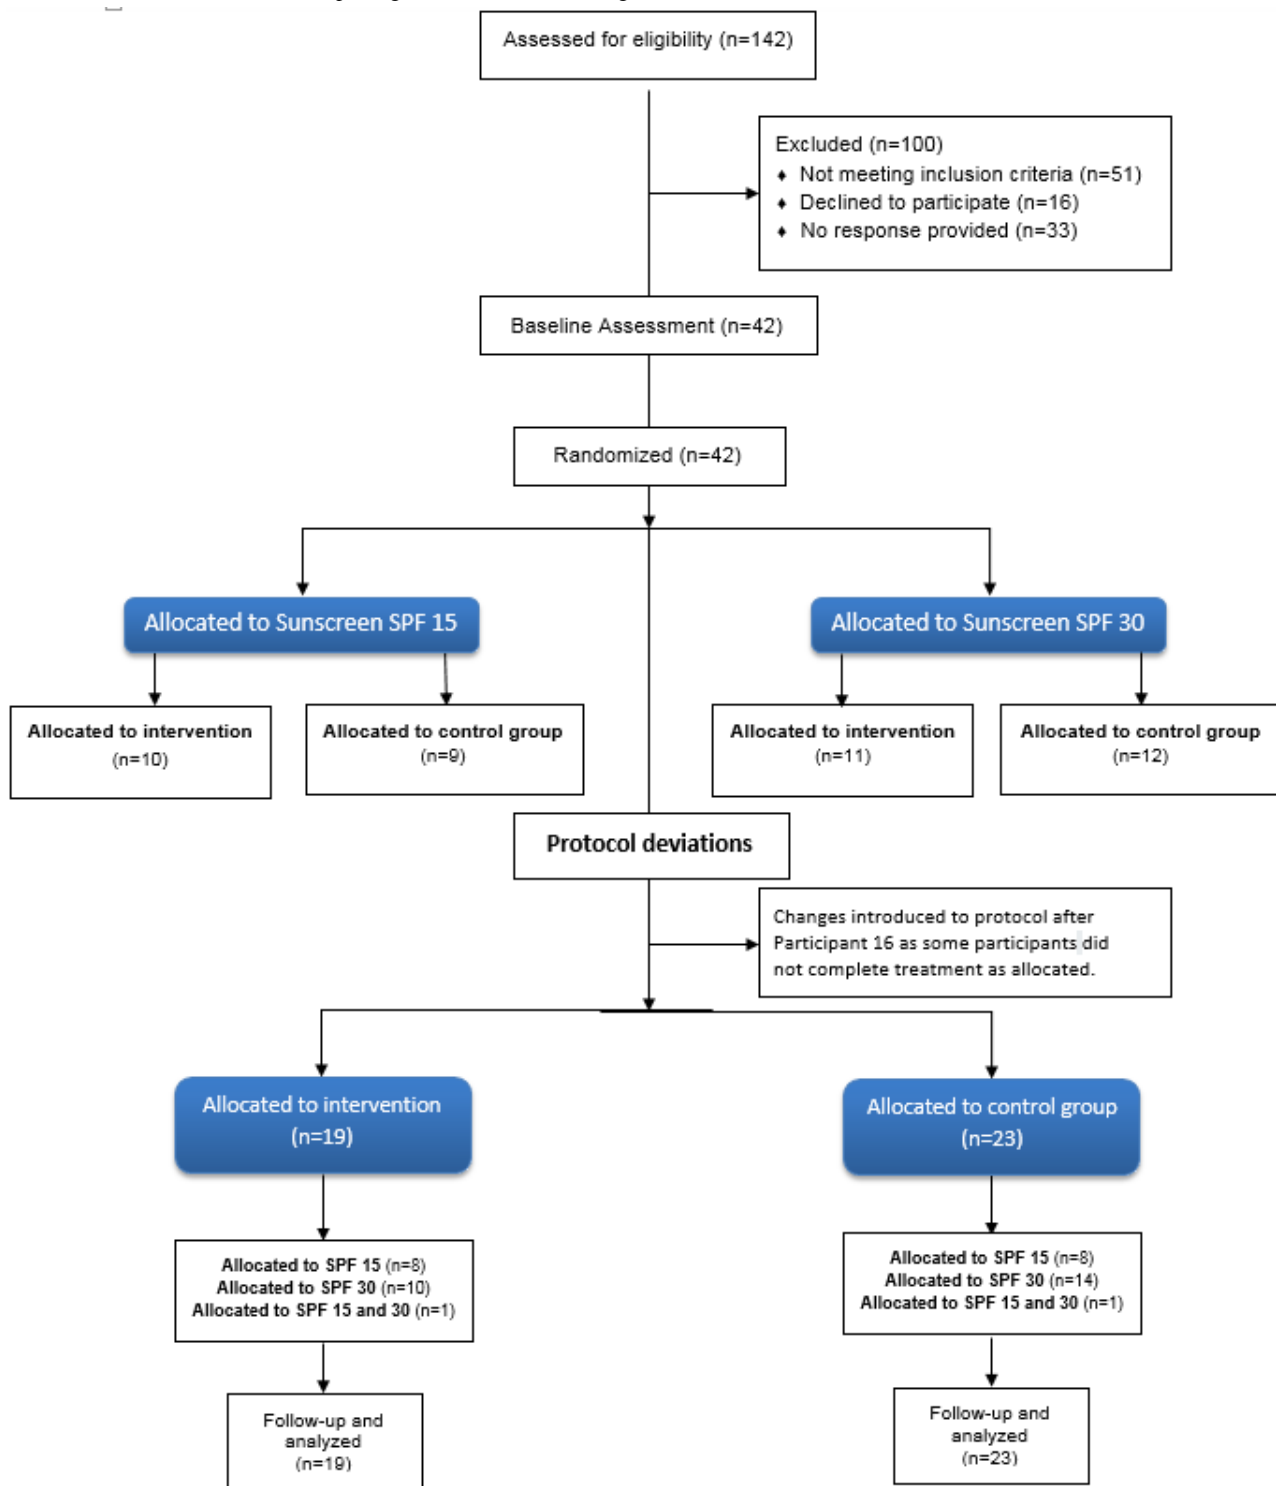 Assessed for eligibility (n=142)
Excluded (n=100)
♦ Not meeting inclusion criteria (n=51)
♦ Declined to participate (n=16)
♦ No response provided (n=33)
Baseline Assessment (n=42)
Randomized (n=42)
Allocated to Sunscreen SPF 15
Allocated to Sunscreen SPF 30
Allocated to intervention
(n=10)
Allocated to control group
(n=9)
Allocated to intervention
(n=11)
Allocated to control group
(n=12)
Protocol deviations
Changes introduced to protocol after
Participant 16 as some participants did
not complete treatment as allocated.
Allocated to intervention
(n=19)
Allocated to control group
(n=23)
Allocated to SPF 15 (n=8)
Allocated to SPF 30 (n=10)
Allocated to SPF 15 and 30 (n=1)
Allocated to SPF 15 (n=8)
Allocated to SPF 30 (n=14)
Allocated to SPF 15 and 30 (n=1)
Follow-up and
analyzed
(n=19)
Follow-up and
analyzed
(n=23)